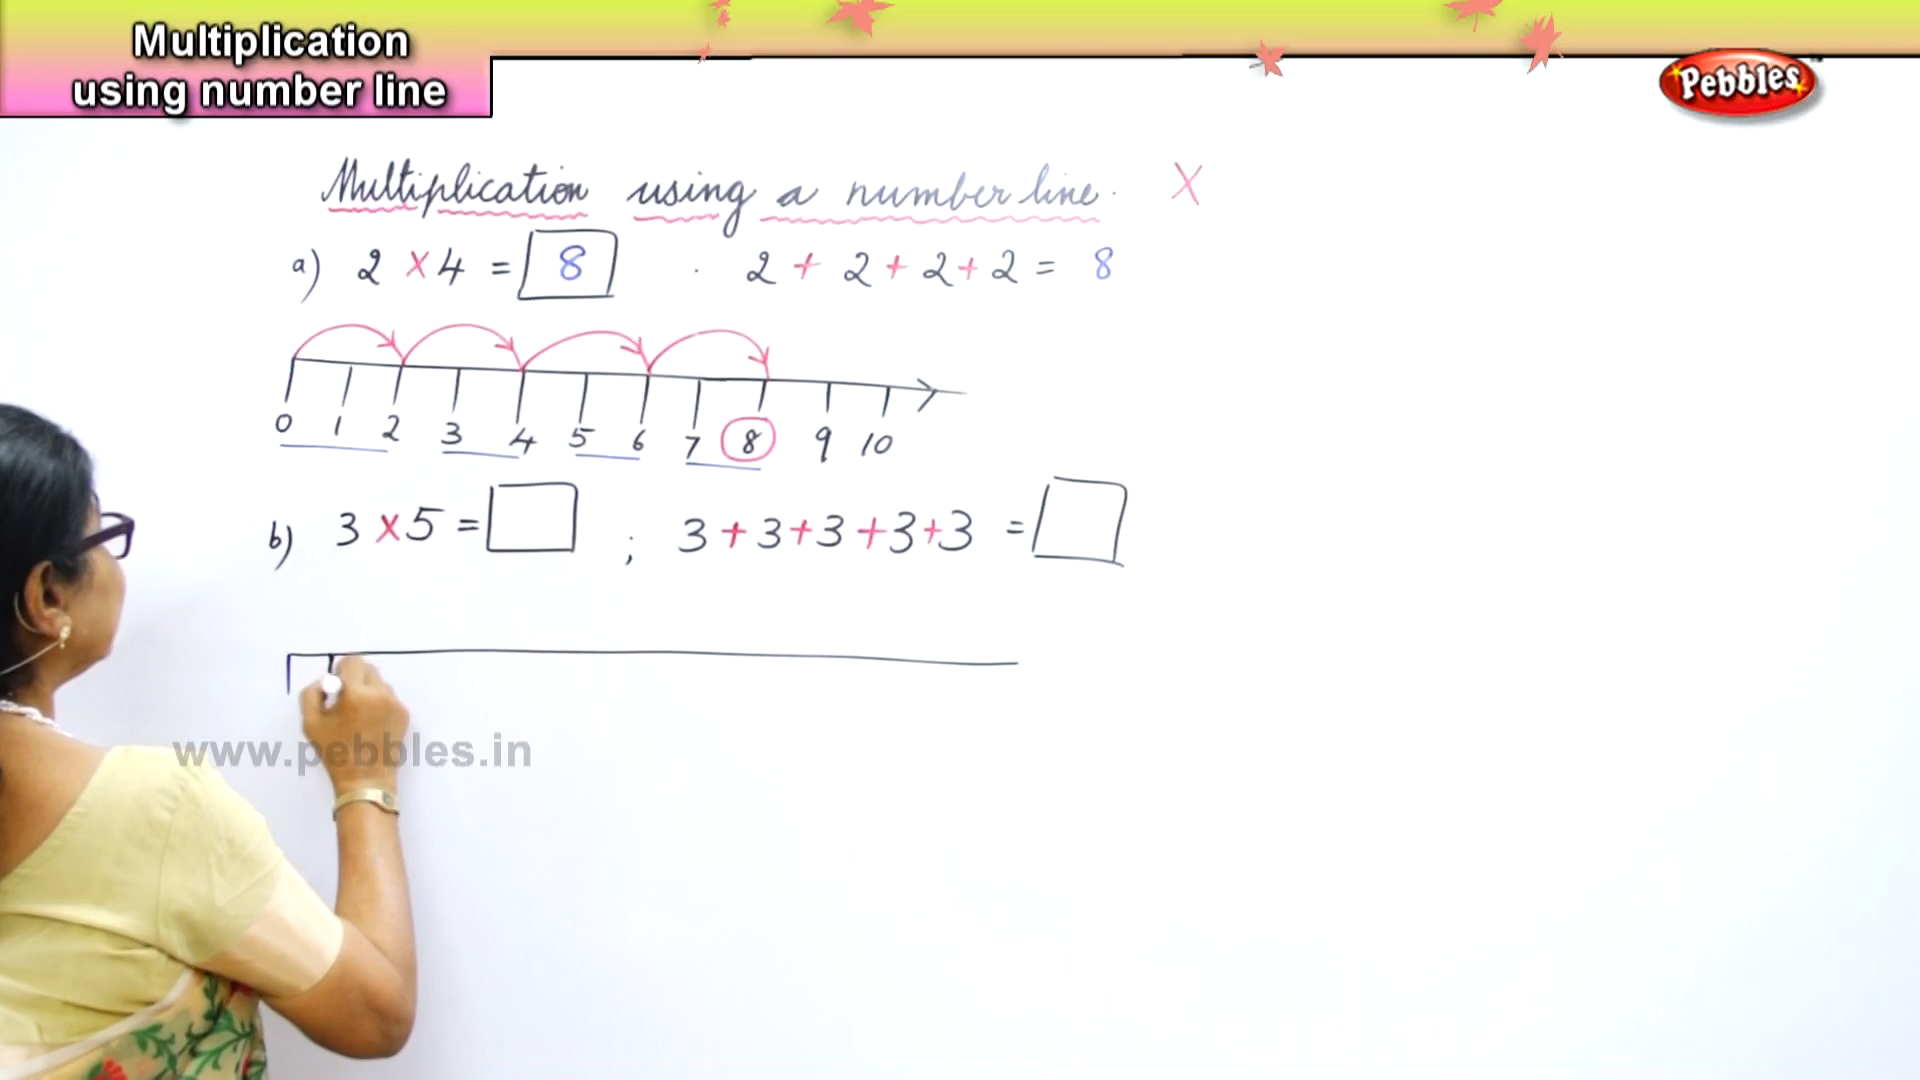 Multiplication
using number line
Pebbles
Multiplication using a number line. X
a) 2 × 4 = 8 . 2 + 2 + 2 + 2 = 8
0 1 2 3 4 5 6 7 8 9 10
b) 3 × 5 = ; 3 + 3 + 3 + 3 + 3 =
www.pebbles.in